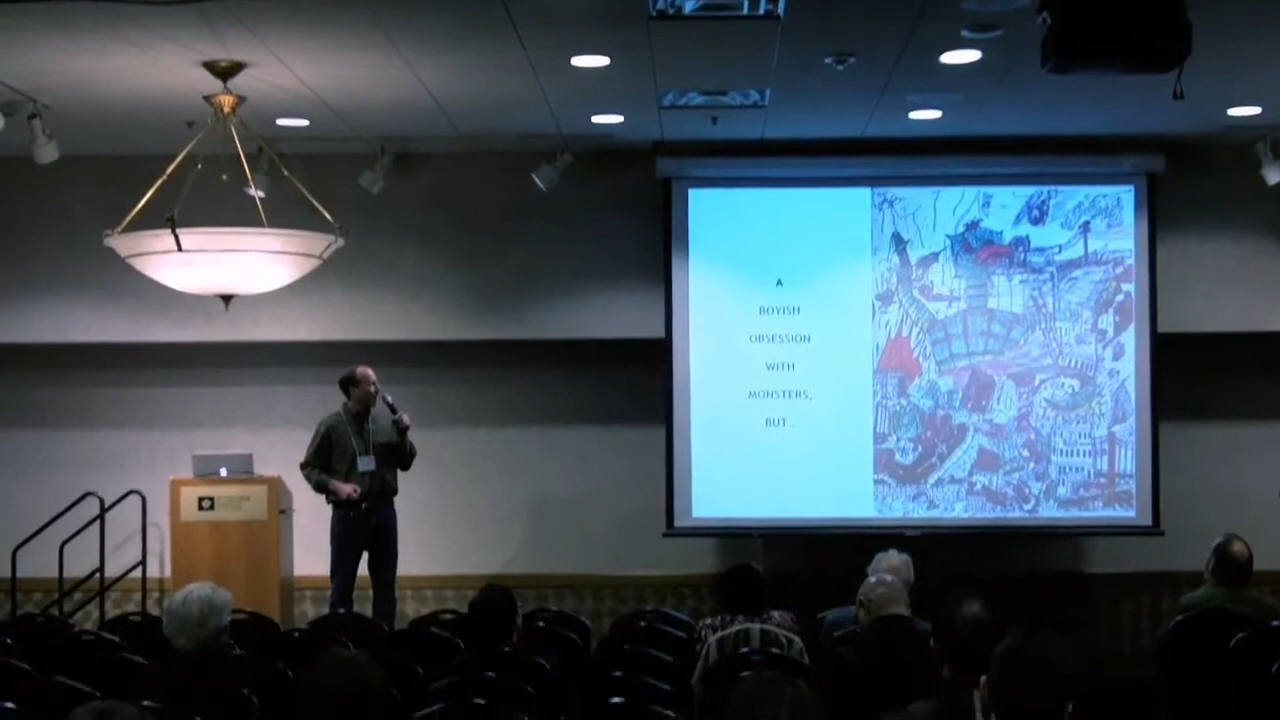 A
BOYISH
OBSESSION
WITH
MONSTERS,
BUT...